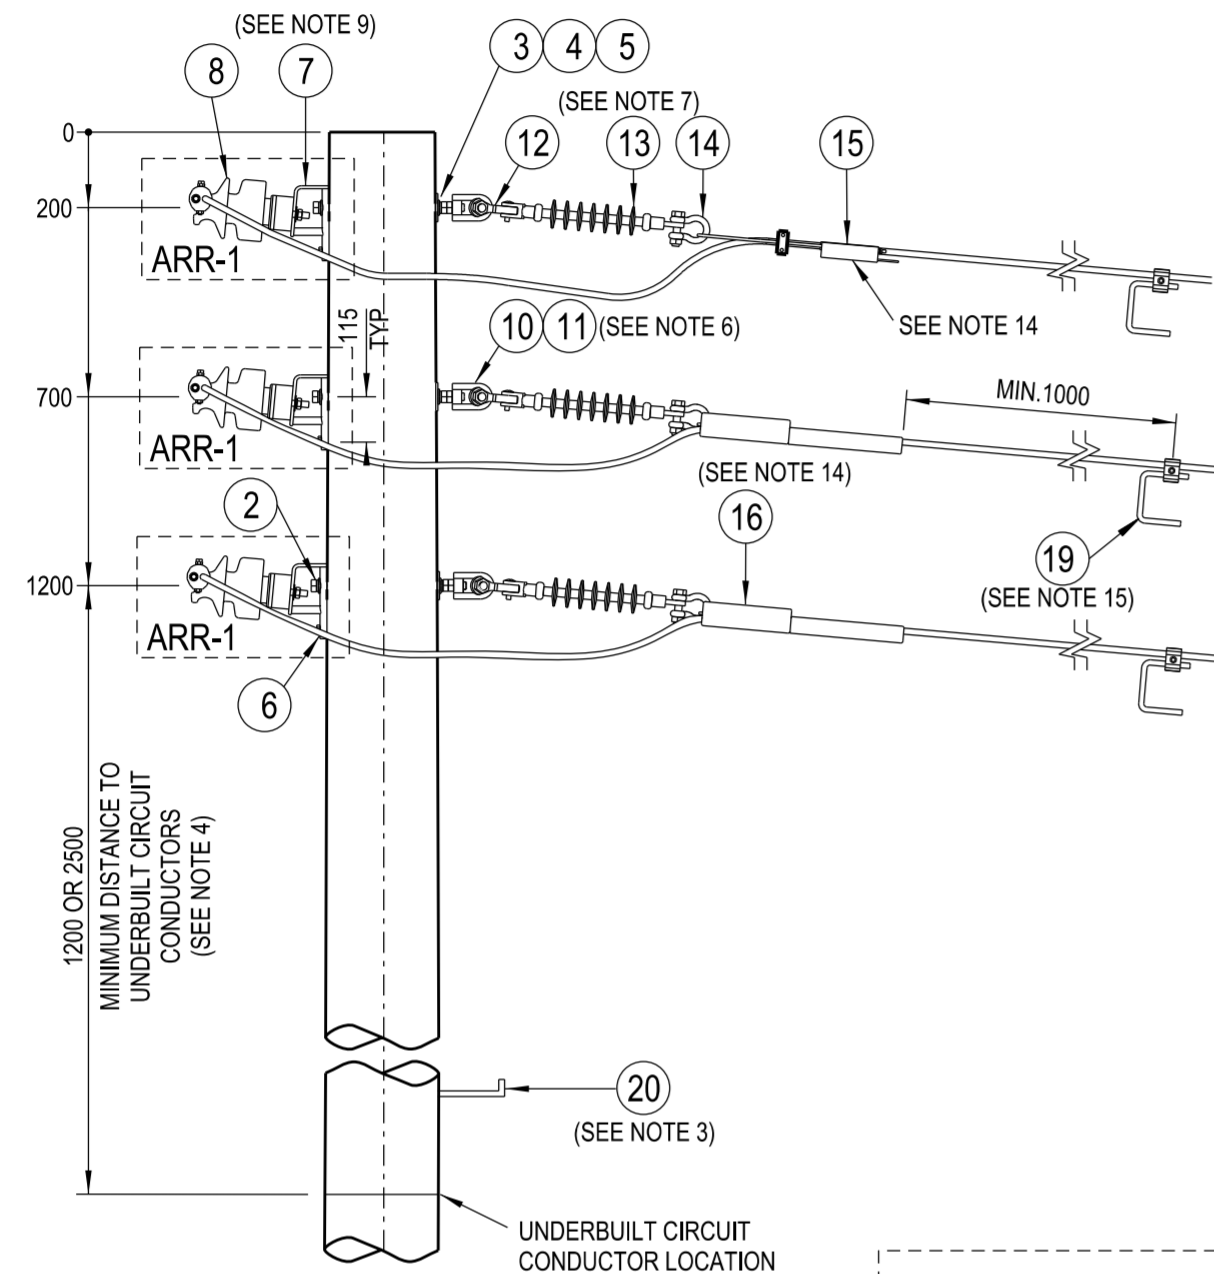 (SEE NOTE 9)
3 4 5
8
7
(SEE NOTE 7)
0
12
13
14
15
200
ARR-1
SEE NOTE 14
115
TYP
10 11 (SEE NOTE 6)
MIN.1000
700
ARR-1
(SEE NOTE 14)
2
16
19
(SEE NOTE 15)
1200
ARR-1
6
1200 OR 2500
MINIMUM DISTANCE TO
UNDERBUILT CIRCUIT
CONDUCTORS
(SEE NOTE 4)
20
(SEE NOTE 3)
UNDERBUILT CIRCUIT
CONDUCTOR LOCATION